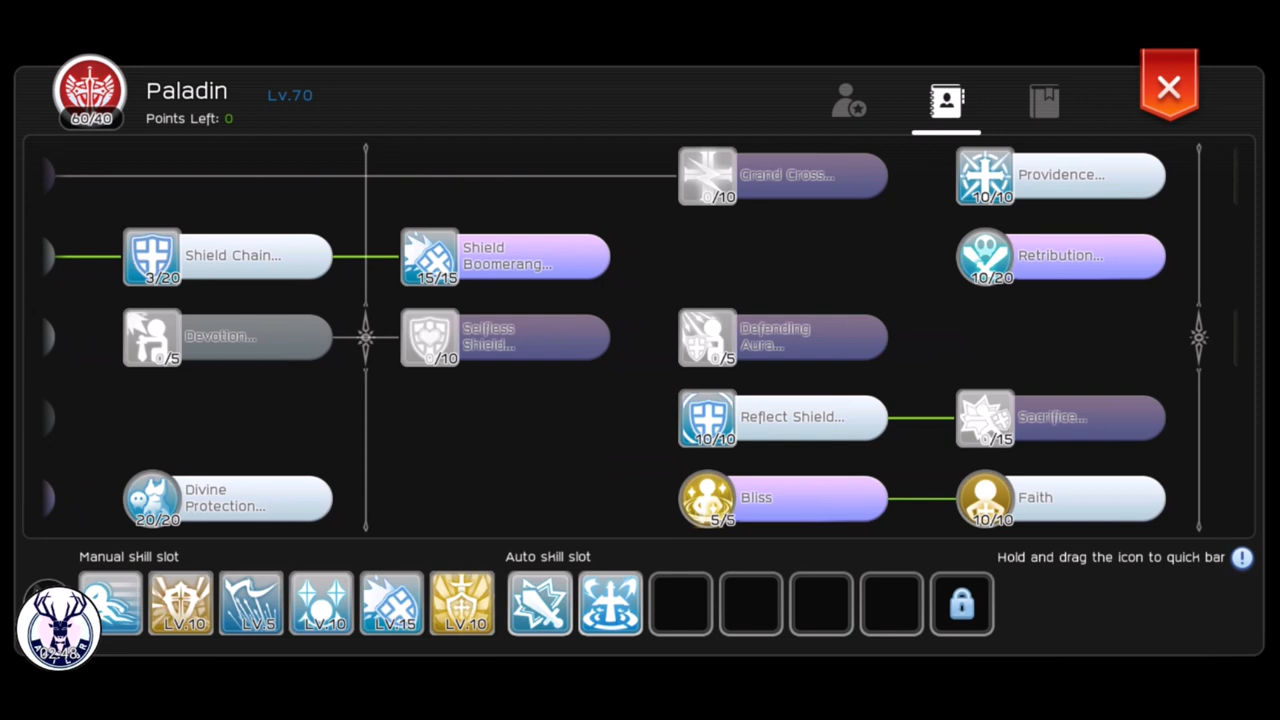 Paladin
Lv.70
60/40
Points Left: 0
Grand Cross...
0/10
Providence...
10/10
Shield Chain...
3/20
Shield
Boomerang...
15/15
Retribution...
10/20
Devotion...
0/5
Selfless
Shield...
0/10
Defending
Aura...
0/5
Reflect Shield...
10/10
Sacrifice...
0/15
Divine
Protection...
20/20
Bliss
5/5
Faith
10/10
Manual skill slot
Auto skill slot
Hold and drag the icon to quick bar
LV.10
LV.5
LV.10
LV.15
LV.10
02:48